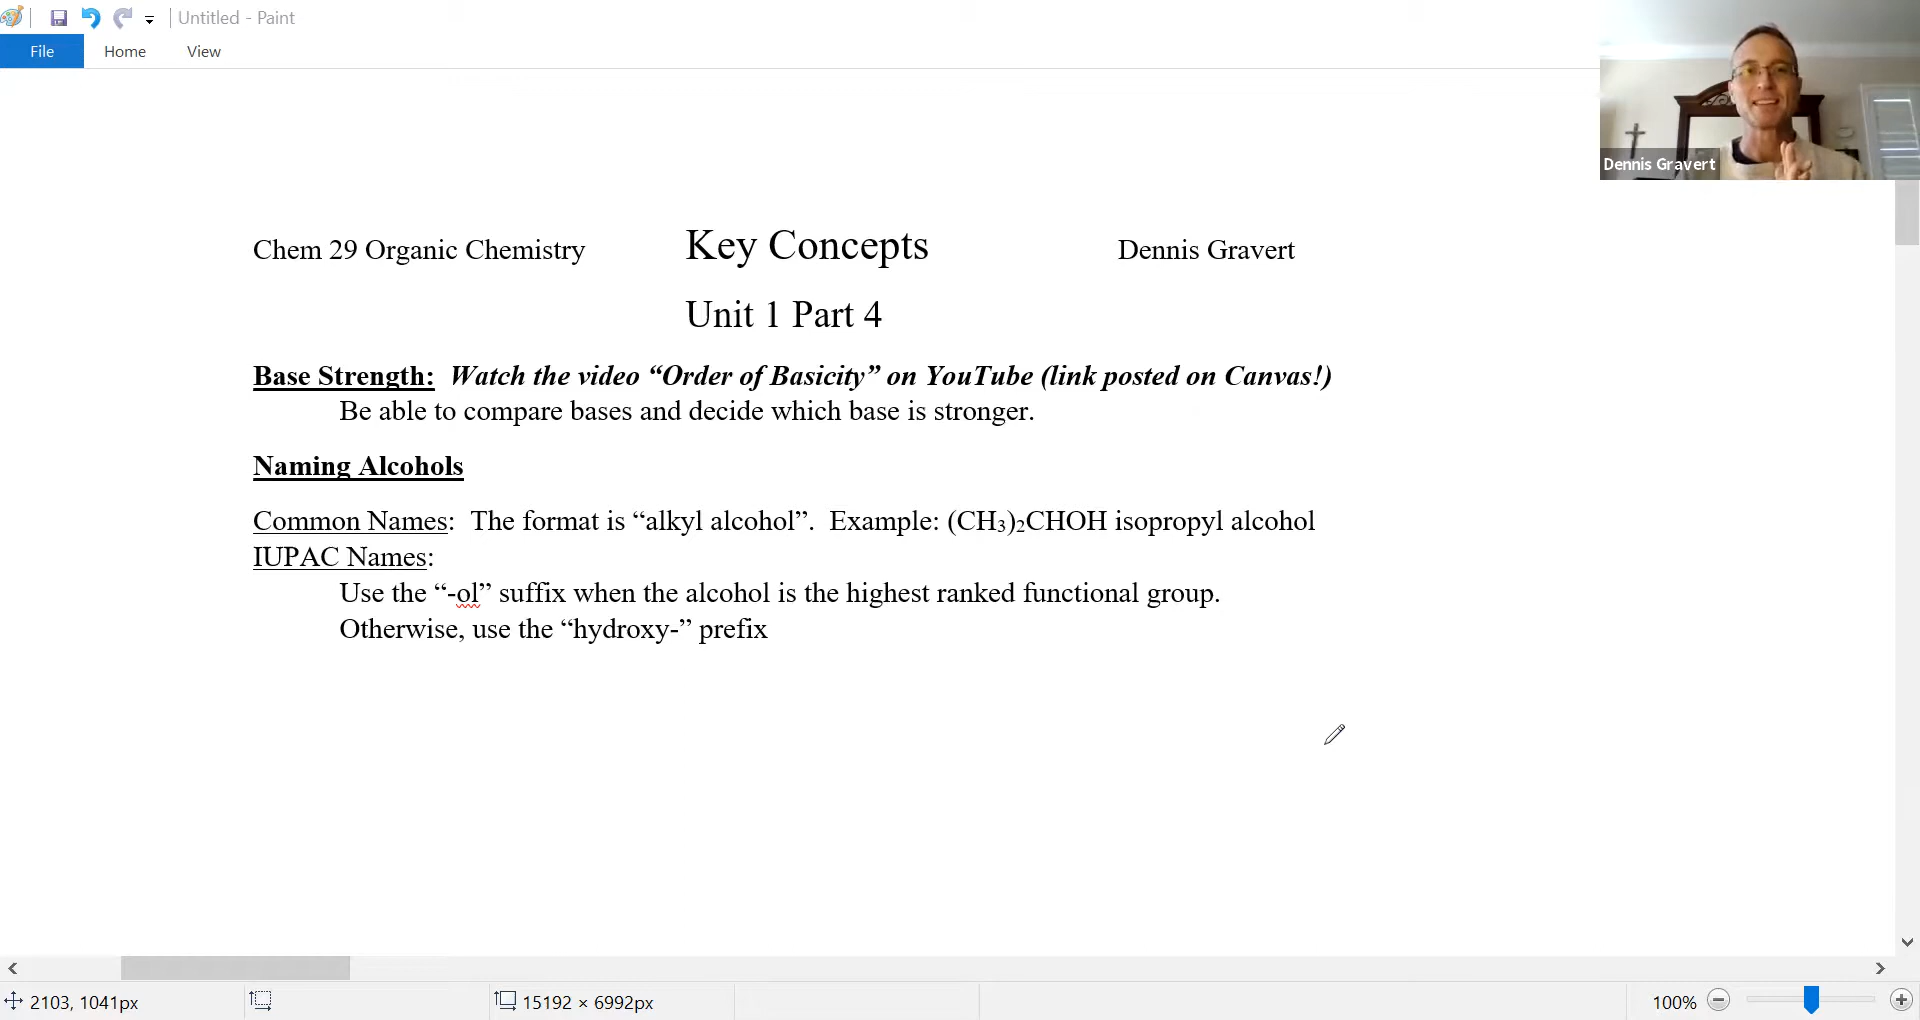 Untitled - Paint
File Home View
Dennis Gravert
Chem 29 Organic Chemistry Key Concepts Dennis Gravert
Unit 1 Part 4
Base Strength: Watch the video “Order of Basicity” on YouTube (link posted on Canvas!)
Be able to compare bases and decide which base is stronger.
Naming Alcohols
Common Names: The format is “alkyl alcohol”. Example: (CH₃)₂CHOH isopropyl alcohol
IUPAC Names:
Use the “-ol” suffix when the alcohol is the highest ranked functional group.
Otherwise, use the “hydroxy-” prefix
2103, 1041px 15192 × 6992px 100%